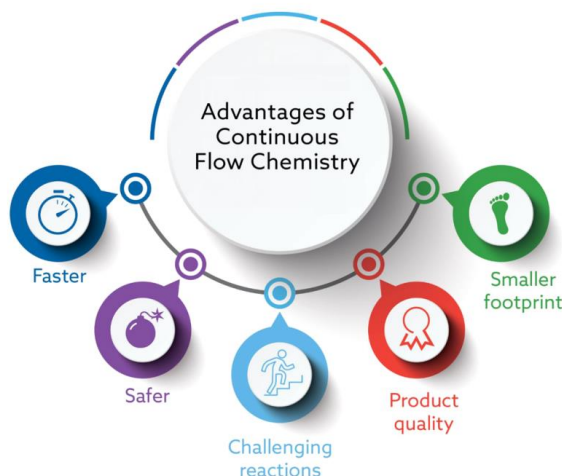 Advantages of
Continuous
Flow Chemistry
Faster
Safer
Challenging
reactions
Product
quality
Smaller
footprint